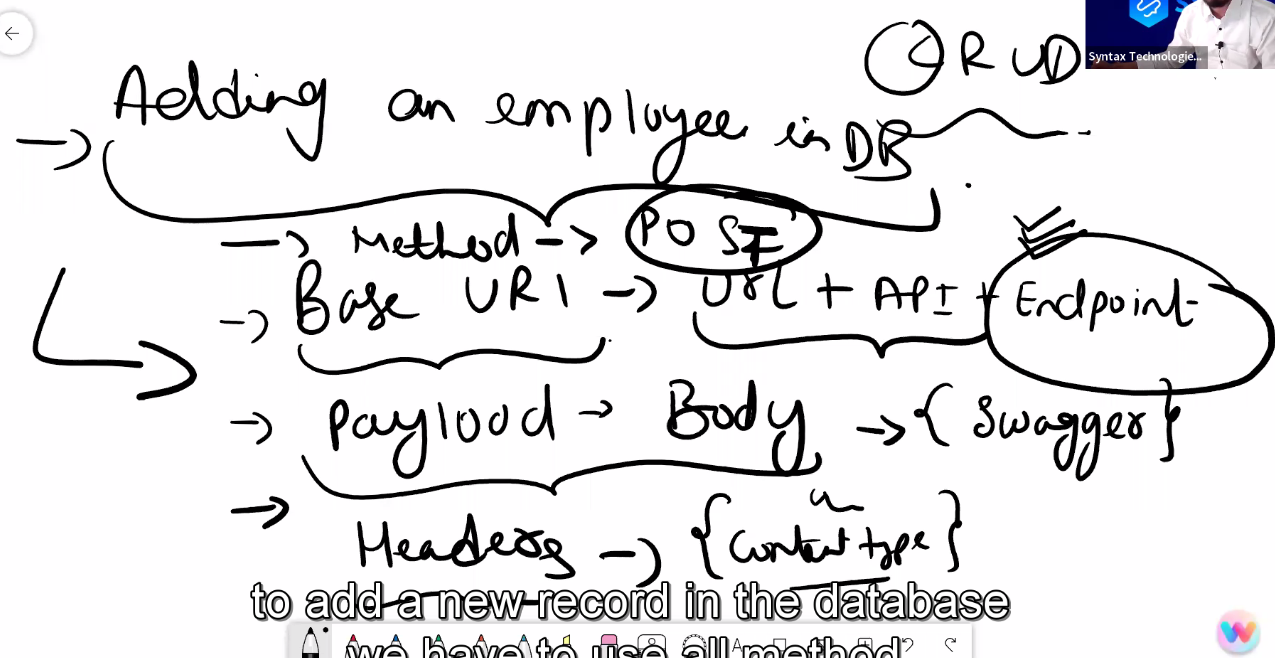 CRUD
Syntax Technologie...
Adding an employee in DB
→ Method → POST
→ Base URI → Url + API + Endpoint
→ Payload → Body → { Swagger }
→ Headers → { Content type }
to add a new record in the database
we have to use all method